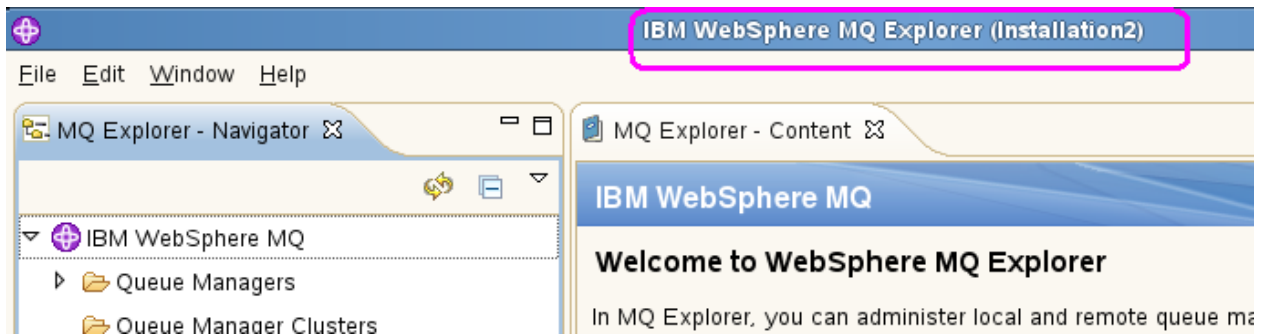 IBM WebSphere MQ Explorer (Installation2)
File Edit Window Help
MQ Explorer - Navigator
MQ Explorer - Content
IBM WebSphere MQ
IBM WebSphere MQ
Queue Managers
Queue Manager Clusters
Welcome to WebSphere MQ Explorer
In MQ Explorer, you can administer local and remote queue ma